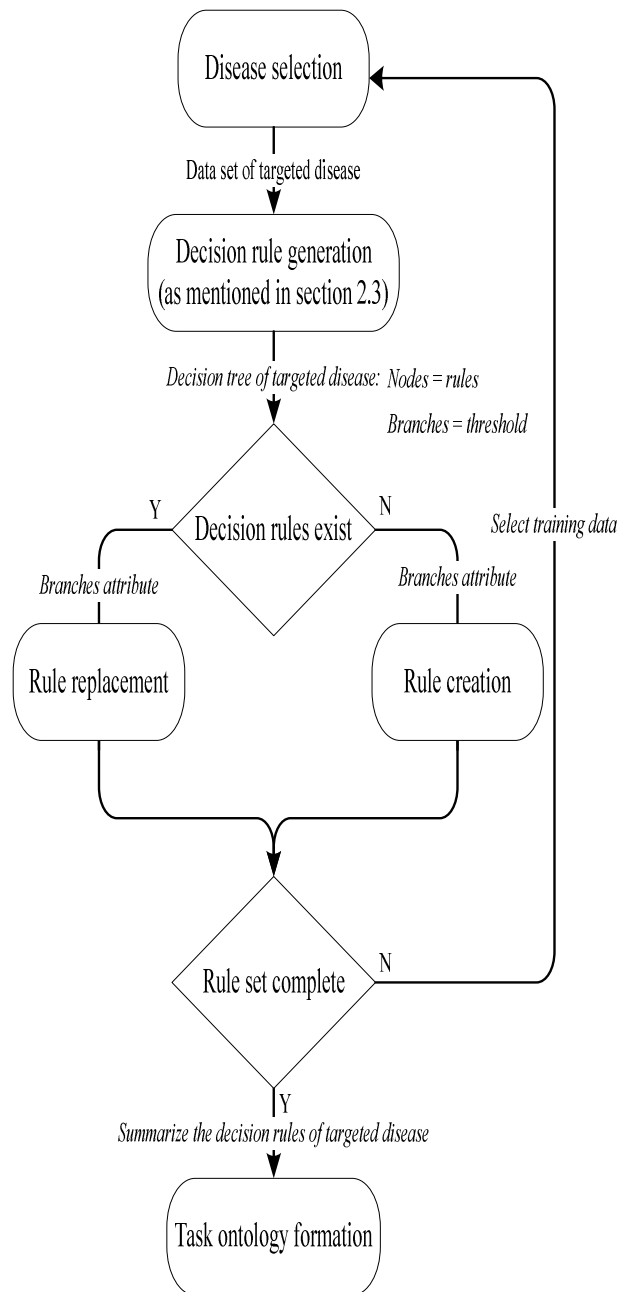 Disease selection
Data set of targeted disease
Decision rule generation
(as mentioned in section 2.3)
Decision tree of targeted disease: Nodes = rules
Branches = threshold
Y
N
Decision rules exist
Select training data
Branches attribute
Branches attribute
Rule replacement
Rule creation
N
Rule set complete
Y
Summarize the decision rules of targeted disease
Task ontology formation